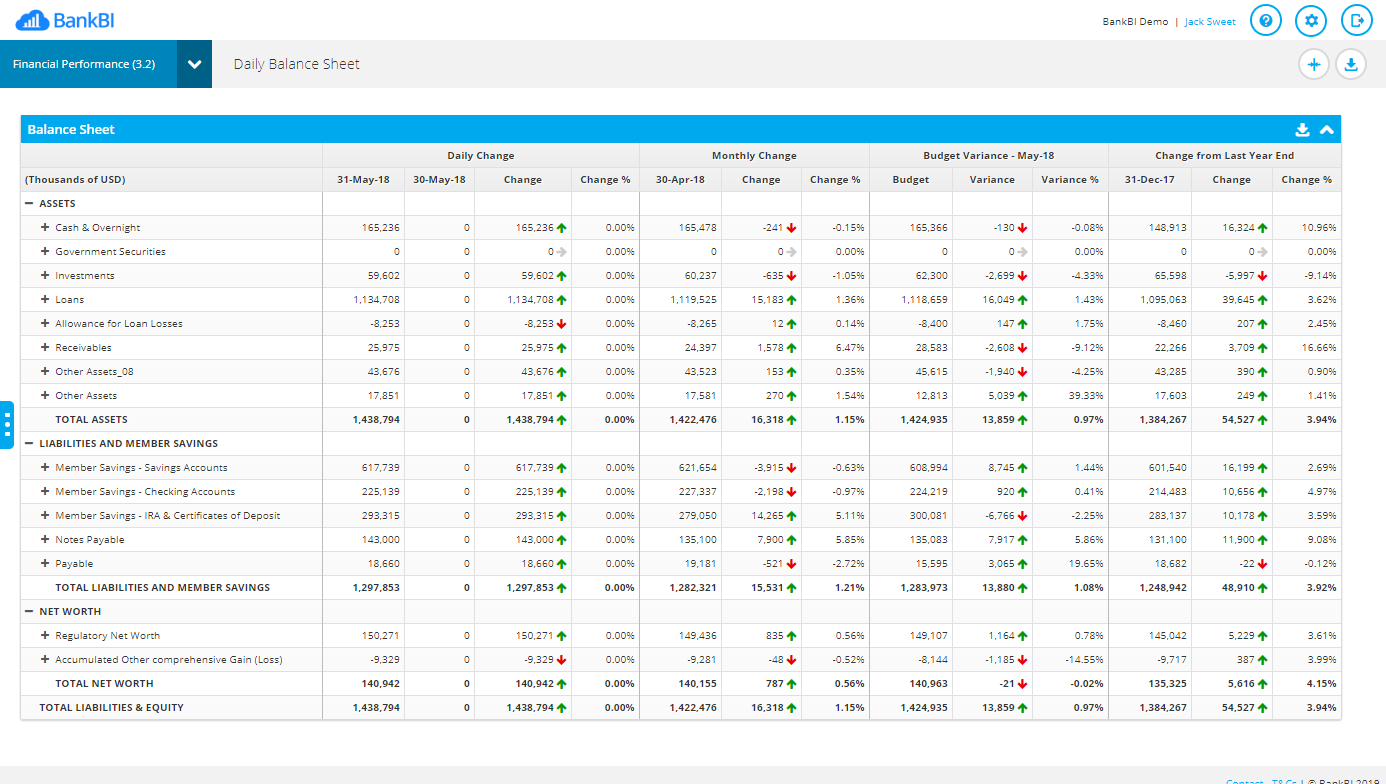 BankBI
BankBI Demo | Jack Sweet
Financial Performance (3.2) Daily Balance Sheet
Balance Sheet
Daily Change Monthly Change Budget Variance - May-18 Change from Last Year End
(Thousands of USD) 31-May-18 30-May-18 Change Change % 30-Apr-18 Change Change % Budget Variance Variance % 31-Dec-17 Change Change %
ASSETS
Cash & Overnight 165,236 0 165,236 0.00% 165,478 -241 -0.15% 165,366 -130 -0.08% 148,913 16,324 10.96%
Government Securities 0 0 0 0.00% 0 0 0.00% 0 0 0.00% 0 0 0.00%
Investments 59,602 0 59,602 0.00% 60,237 -635 -1.05% 62,300 -2,699 -4.33% 65,598 -5,997 -9.14%
Loans 1,134,708 0 1,134,708 0.00% 1,119,525 15,183 1.36% 1,118,659 16,049 1.43% 1,095,063 39,645 3.62%
Allowance for Loan Losses -8,253 0 -8,253 0.00% -8,265 12 0.14% -8,400 147 1.75% -8,460 207 2.45%
Receivables 25,975 0 25,975 0.00% 24,397 1,578 6.47% 28,583 -2,608 -9.12% 22,266 3,709 16.66%
Other Assets_08 43,676 0 43,676 0.00% 43,523 153 0.35% 45,615 -1,940 -4.25% 43,285 390 0.90%
Other Assets 17,851 0 17,851 0.00% 17,581 270 1.54% 12,813 5,039 39.33% 17,603 249 1.41%
TOTAL ASSETS 1,438,794 0 1,438,794 0.00% 1,422,476 16,318 1.15% 1,424,935 13,859 0.97% 1,384,267 54,527 3.94%
LIABILITIES AND MEMBER SAVINGS
Member Savings - Savings Accounts 617,739 0 617,739 0.00% 621,654 -3,915 -0.63% 608,994 8,745 1.44% 601,540 16,199 2.69%
Member Savings - Checking Accounts 225,139 0 225,139 0.00% 227,337 -2,198 -0.97% 224,219 920 0.41% 214,483 10,656 4.97%
Member Savings - IRA & Certificates of Deposit 293,315 0 293,315 0.00% 279,050 14,265 5.11% 300,081 -6,766 -2.25% 283,137 10,178 3.59%
Notes Payable 143,000 0 143,000 0.00% 135,100 7,900 5.85% 135,083 7,917 5.86% 131,100 11,900 9.08%
Payable 18,660 0 18,660 0.00% 19,181 -521 -2.72% 15,595 3,065 19.65% 18,682 -22 -0.12%
TOTAL LIABILITIES AND MEMBER SAVINGS 1,297,853 0 1,297,853 0.00% 1,282,321 15,531 1.21% 1,283,973 13,880 1.08% 1,248,942 48,910 3.92%
NET WORTH
Regulatory Net Worth 150,271 0 150,271 0.00% 149,436 835 0.56% 149,107 1,164 0.78% 145,042 5,229 3.61%
Accumulated Other comprehensive Gain (Loss) -9,329 0 -9,329 0.00% -9,281 -48 -0.52% -8,144 -1,185 -14.55% -9,717 387 3.99%
TOTAL NET WORTH 140,942 0 140,942 0.00% 140,155 787 0.56% 140,963 -21 -0.02% 135,325 5,616 4.15%
TOTAL LIABILITIES & EQUITY 1,438,794 0 1,438,794 0.00% 1,422,476 16,318 1.15% 1,424,935 13,859 0.97% 1,384,267 54,527 3.94%
Contact T&Cs | © BankBI 2019